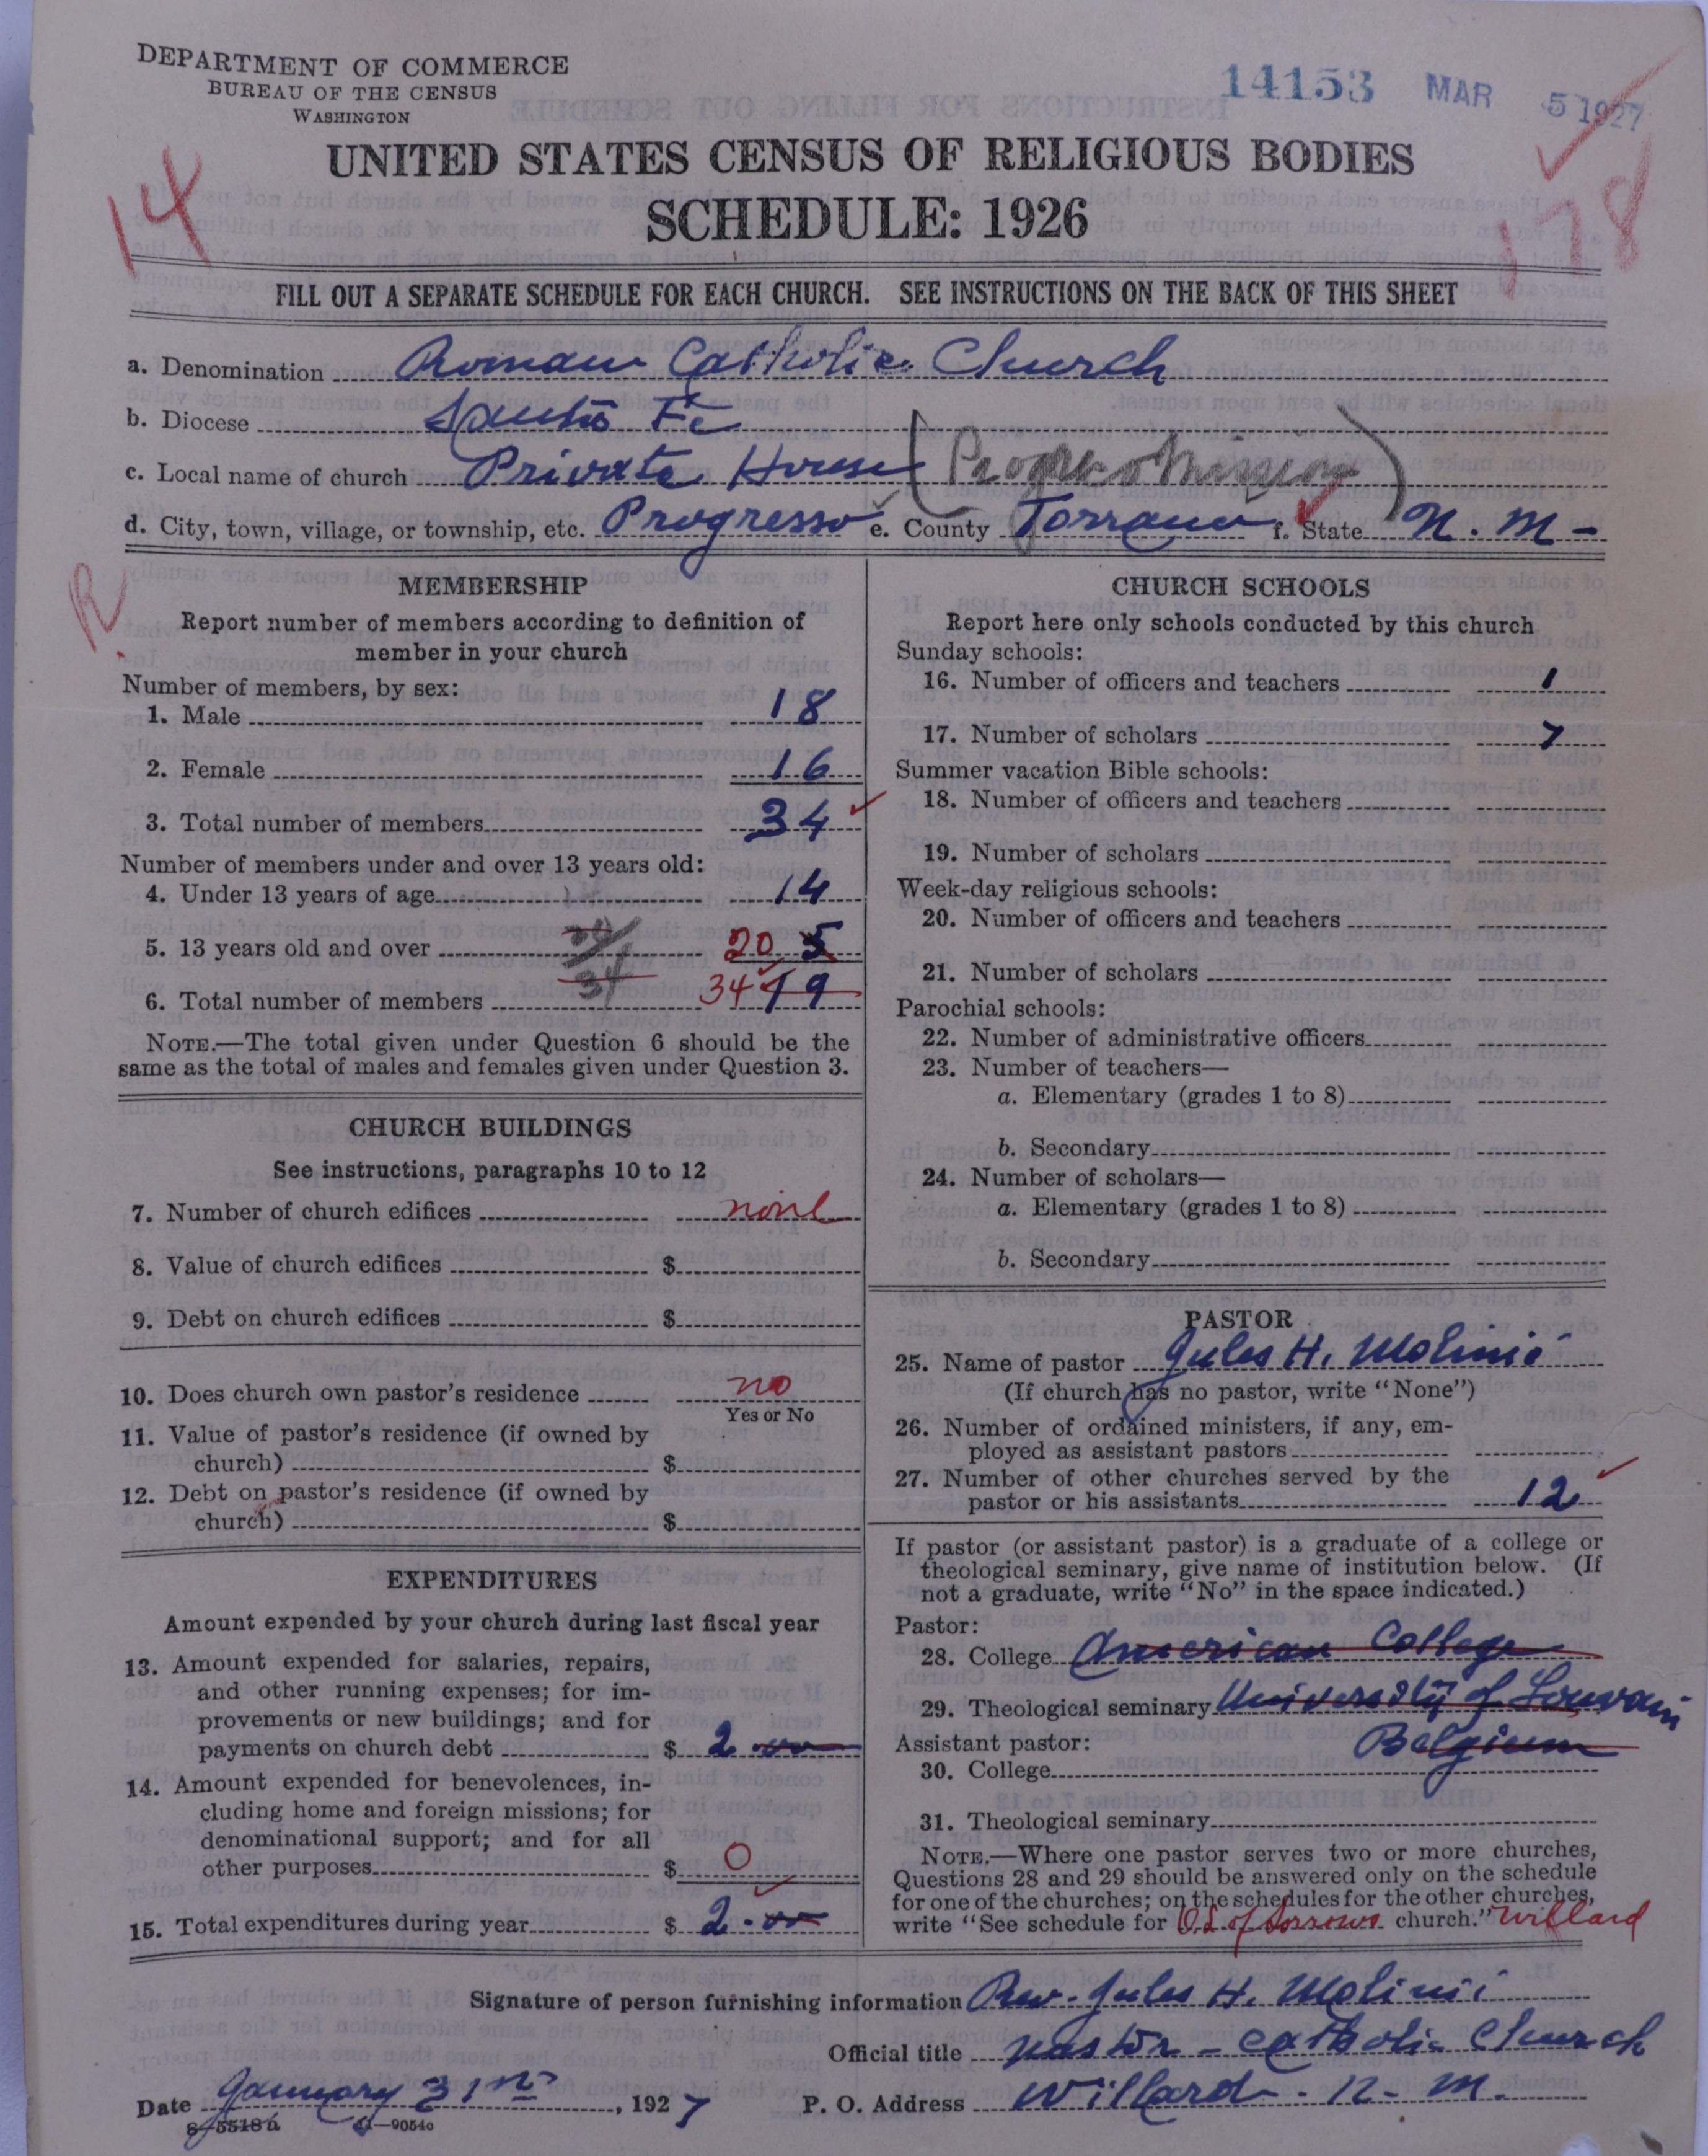 DEPARTMENT OF COMMERCE
BUREAU OF THE CENSUS
WASHINGTON
14153 MAR 5 1927
UNITED STATES CENSUS OF RELIGIOUS BODIES
SCHEDULE: 1926
14
178
FILL OUT A SEPARATE SCHEDULE FOR EACH CHURCH. SEE INSTRUCTIONS ON THE BACK OF THIS SHEET
a. Denomination Roman Catholic Church
b. Diocese Santa Fe
c. Local name of church Private House (Progresso Mission)
d. City, town, village, or township, etc. Progresso e. County Torrance f. State N. M -
R
MEMBERSHIP
Report number of members according to definition of
member in your church
Number of members, by sex:
1. Male 18
2. Female 16
3. Total number of members 34
Number of members under and over 13 years old:
4. Under 13 years of age 14
5. 13 years old and over 20 5
6. Total number of members 34 19
NOTE.—The total given under Question 6 should be the
same as the total of males and females given under Question 3.
CHURCH BUILDINGS
See instructions, paragraphs 10 to 12
7. Number of church edifices none
8. Value of church edifices $
9. Debt on church edifices $
10. Does church own pastor's residence no
Yes or No
11. Value of pastor's residence (if owned by
church) $
12. Debt on pastor's residence (if owned by
church) $
EXPENDITURES
Amount expended by your church during last fiscal year
13. Amount expended for salaries, repairs,
and other running expenses; for im-
provements or new buildings; and for
payments on church debt $ 2.00
14. Amount expended for benevolences, in-
cluding home and foreign missions; for
denominational support; and for all
other purposes $ 0
15. Total expenditures during year $ 2.00
CHURCH SCHOOLS
Report here only schools conducted by this church
Sunday schools:
16. Number of officers and teachers 1
17. Number of scholars 7
Summer vacation Bible schools:
18. Number of officers and teachers
19. Number of scholars
Week-day religious schools:
20. Number of officers and teachers
21. Number of scholars
Parochial schools:
22. Number of administrative officers
23. Number of teachers—
a. Elementary (grades 1 to 8)
b. Secondary
24. Number of scholars—
a. Elementary (grades 1 to 8)
b. Secondary
PASTOR
25. Name of pastor Jules H. Molinié
(If church has no pastor, write "None")
26. Number of ordained ministers, if any, em-
ployed as assistant pastors
27. Number of other churches served by the
pastor or his assistants 12
If pastor (or assistant pastor) is a graduate of a college or
theological seminary, give name of institution below. (If
not a graduate, write "No" in the space indicated.)
Pastor:
28. College American College
29. Theological seminary University of Louvain
Assistant pastor: Belgium
30. College
31. Theological seminary
NOTE.—Where one pastor serves two or more churches,
Questions 28 and 29 should be answered only on the schedule
for one of the churches; on the schedules for the other churches,
write "See schedule for O.L. of Sorrows church." Willard
Signature of person furnishing information Rev. Jules H. Molinié
Official title pastor - Catholic Church
Date January 31st, 1927 P. O. Address Willard. N. M.
8-5518a 11—9054o